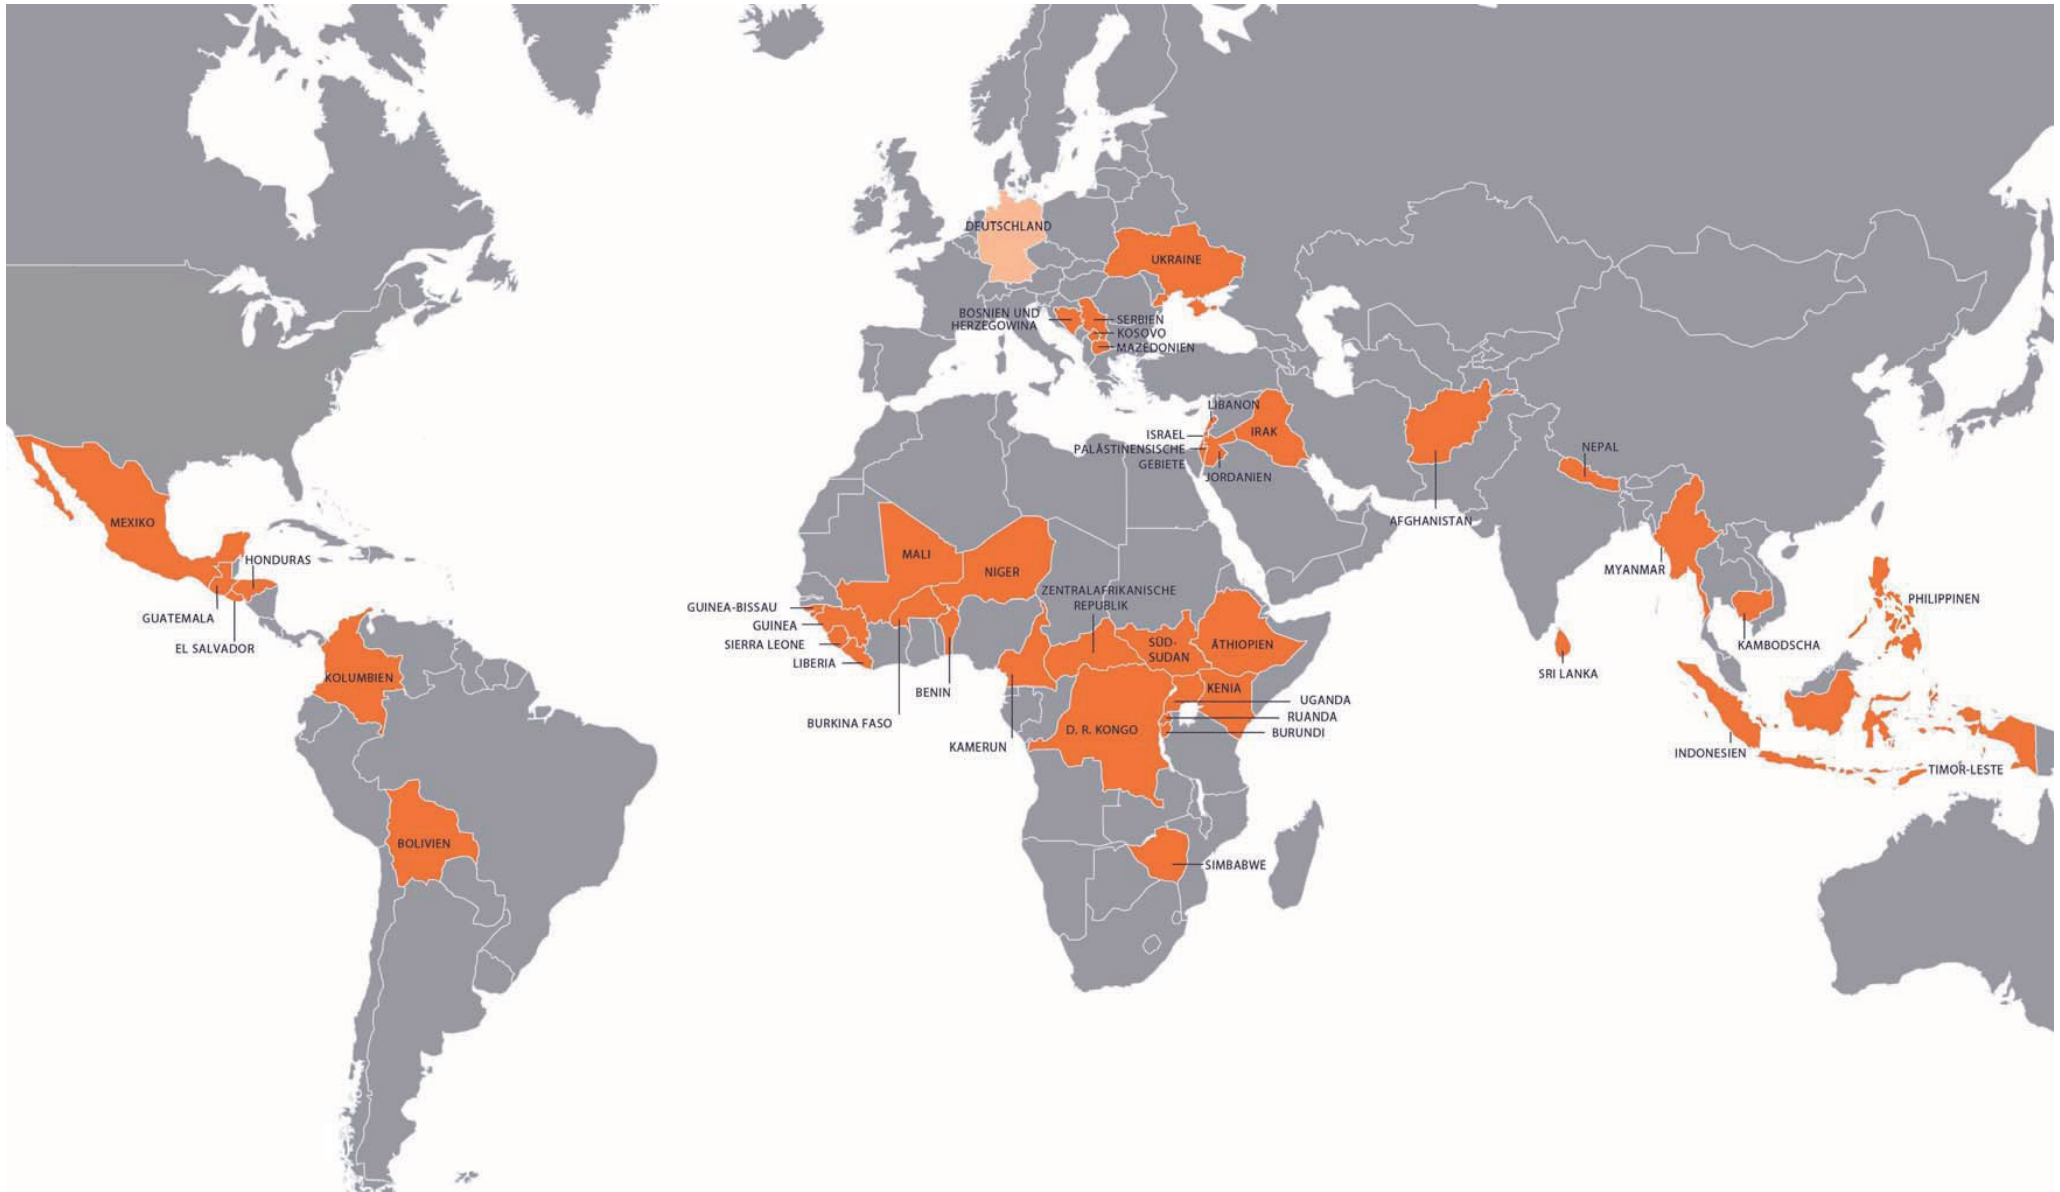 DEUTSCHLAND
UKRAINE
BOSNIEN UND
HERZEGOWINA
SERBIEN
KOSOVO
MAZEDONIEN
LIBANON
ISRAEL
IRAK
PALÄSTINENSISCHE
GEBIETE
JORDANIEN
NEPAL
AFGHANISTAN
MEXIKO
HONDURAS
GUATEMALA
EL SALVADOR
KOLUMBIEN
BOLIVIEN
MALI
NIGER
ZENTRALAFRIKANISCHE
REPUBLIK
GUINEA-BISSAU
GUINEA
SIERRA LEONE
LIBERIA
BENIN
BURKINA FASO
KAMERUN
SÜD-
SUDAN
ÄTHIOPIEN
KENIA
UGANDA
RUANDA
BURUNDI
D. R. KONGO
SIMBABWE
MYANMAR
PHILIPPINEN
KAMBODSCHA
SRI LANKA
INDONESIEN
TIMOR-LESTE